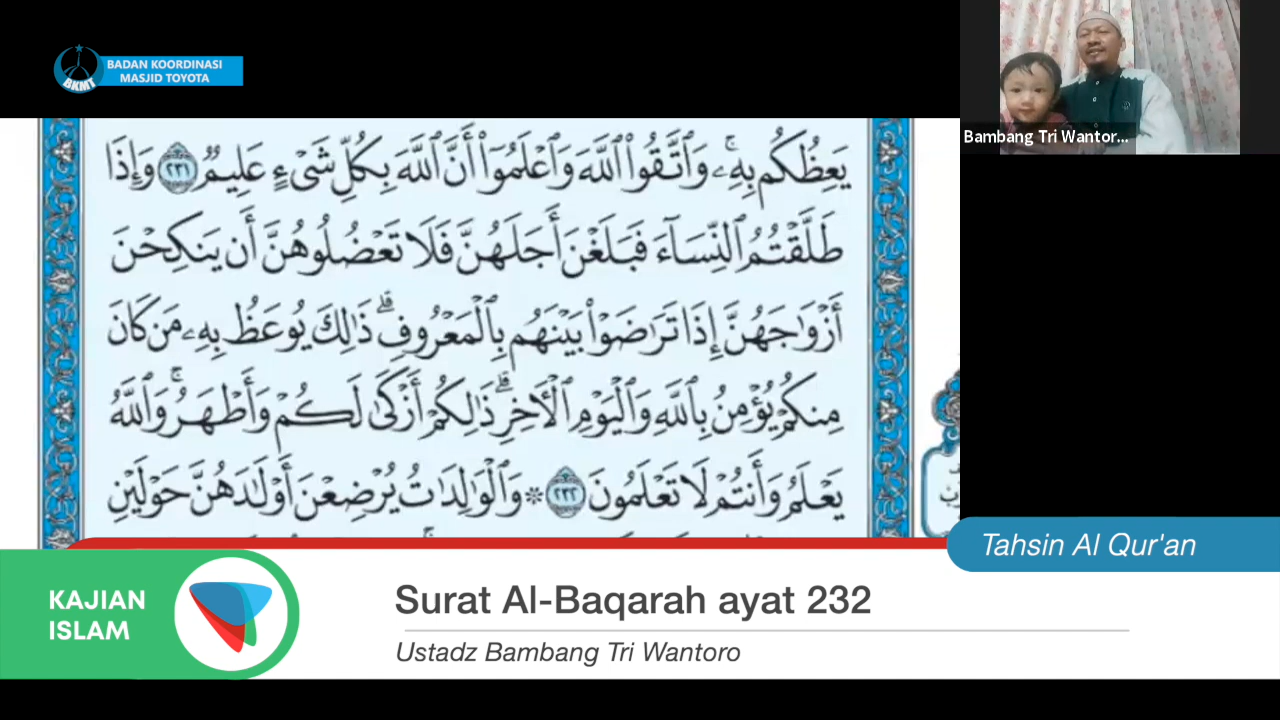 BADAN KOORDINASI
MASJID TOYOTA
BKMT
Bambang Tri Wantor...
يَعِظُكُم بِهِۦۚ وَٱتَّقُوا۟ ٱللَّهَ وَٱعْلَمُوٓا۟ أَنَّ ٱللَّهَ بِكُلِّ شَىْءٍ عَلِيمٌ ٢٣١ وَإِذَا
طَلَّقْتُمُ ٱلنِّسَآءَ فَبَلَغْنَ أَجَلَهُنَّ فَلَا تَعْضُلُوهُنَّ أَن يَنكِحْنَ
أَزْوَٰجَهُنَّ إِذَا تَرَٰضَوْا۟ بَيْنَهُم بِٱلْمَعْرُوفِۗ ذَٰلِكَ يُوعَظُ بِهِۦ مَن كَانَ
مِنكُمْ يُؤْمِنُ بِٱللَّهِ وَٱلْيَوْمِ ٱلْءَاخِرِۗ ذَٰلِكُمْ أَزْكَىٰ لَكُمْ وَأَطْهَرُۚ وَٱللَّهُ
يَعْلَمُ وَأَنتُمْ لَا تَعْلَمُونَ ٢٣٢ ۞ وَٱلْوَٰلِدَٰتُ يُرْضِعْنَ أَوْلَٰدَهُنَّ حَوْلَيْنِ
Tahsin Al Qur'an
KAJIAN
ISLAM
Surat Al-Baqarah ayat 232
Ustadz Bambang Tri Wantoro